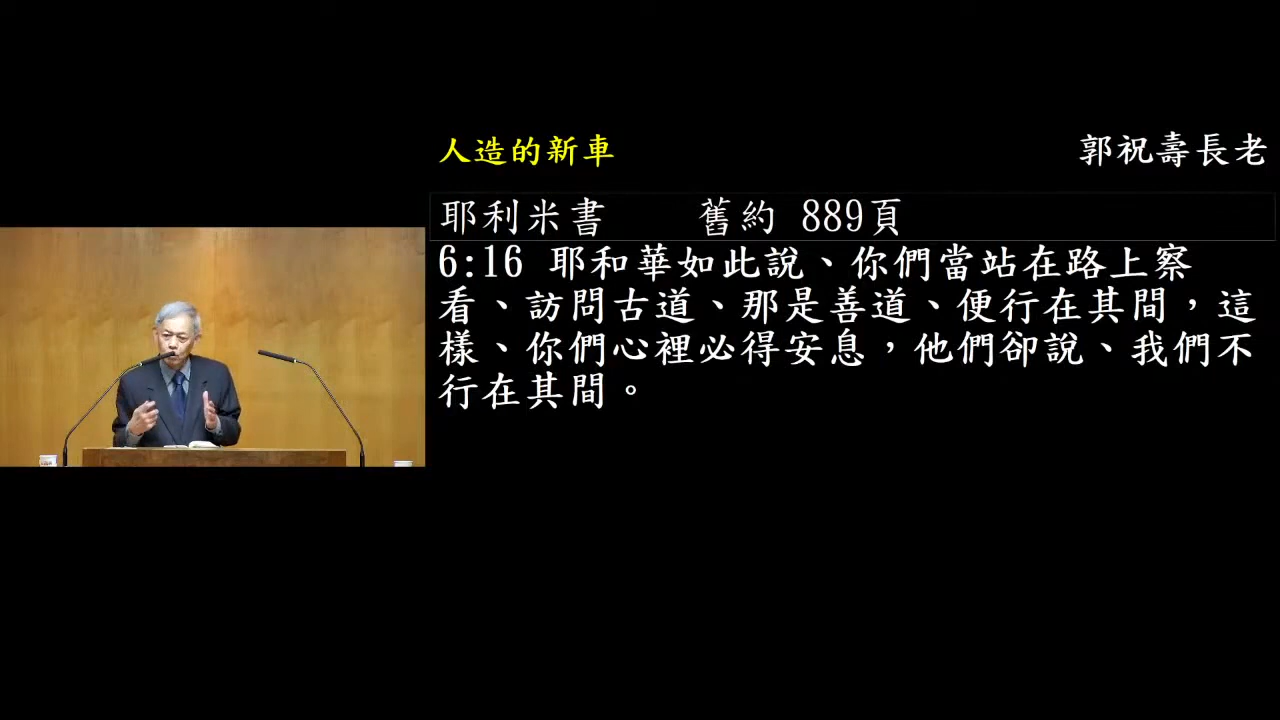 人造的新車 郭祝壽長老
耶利米書 舊約 889頁
6:16 耶和華如此說、你們當站在路上察
看、訪問古道、那是善道、便行在其間，這
樣、你們心裡必得安息，他們卻說、我們不
行在其間。